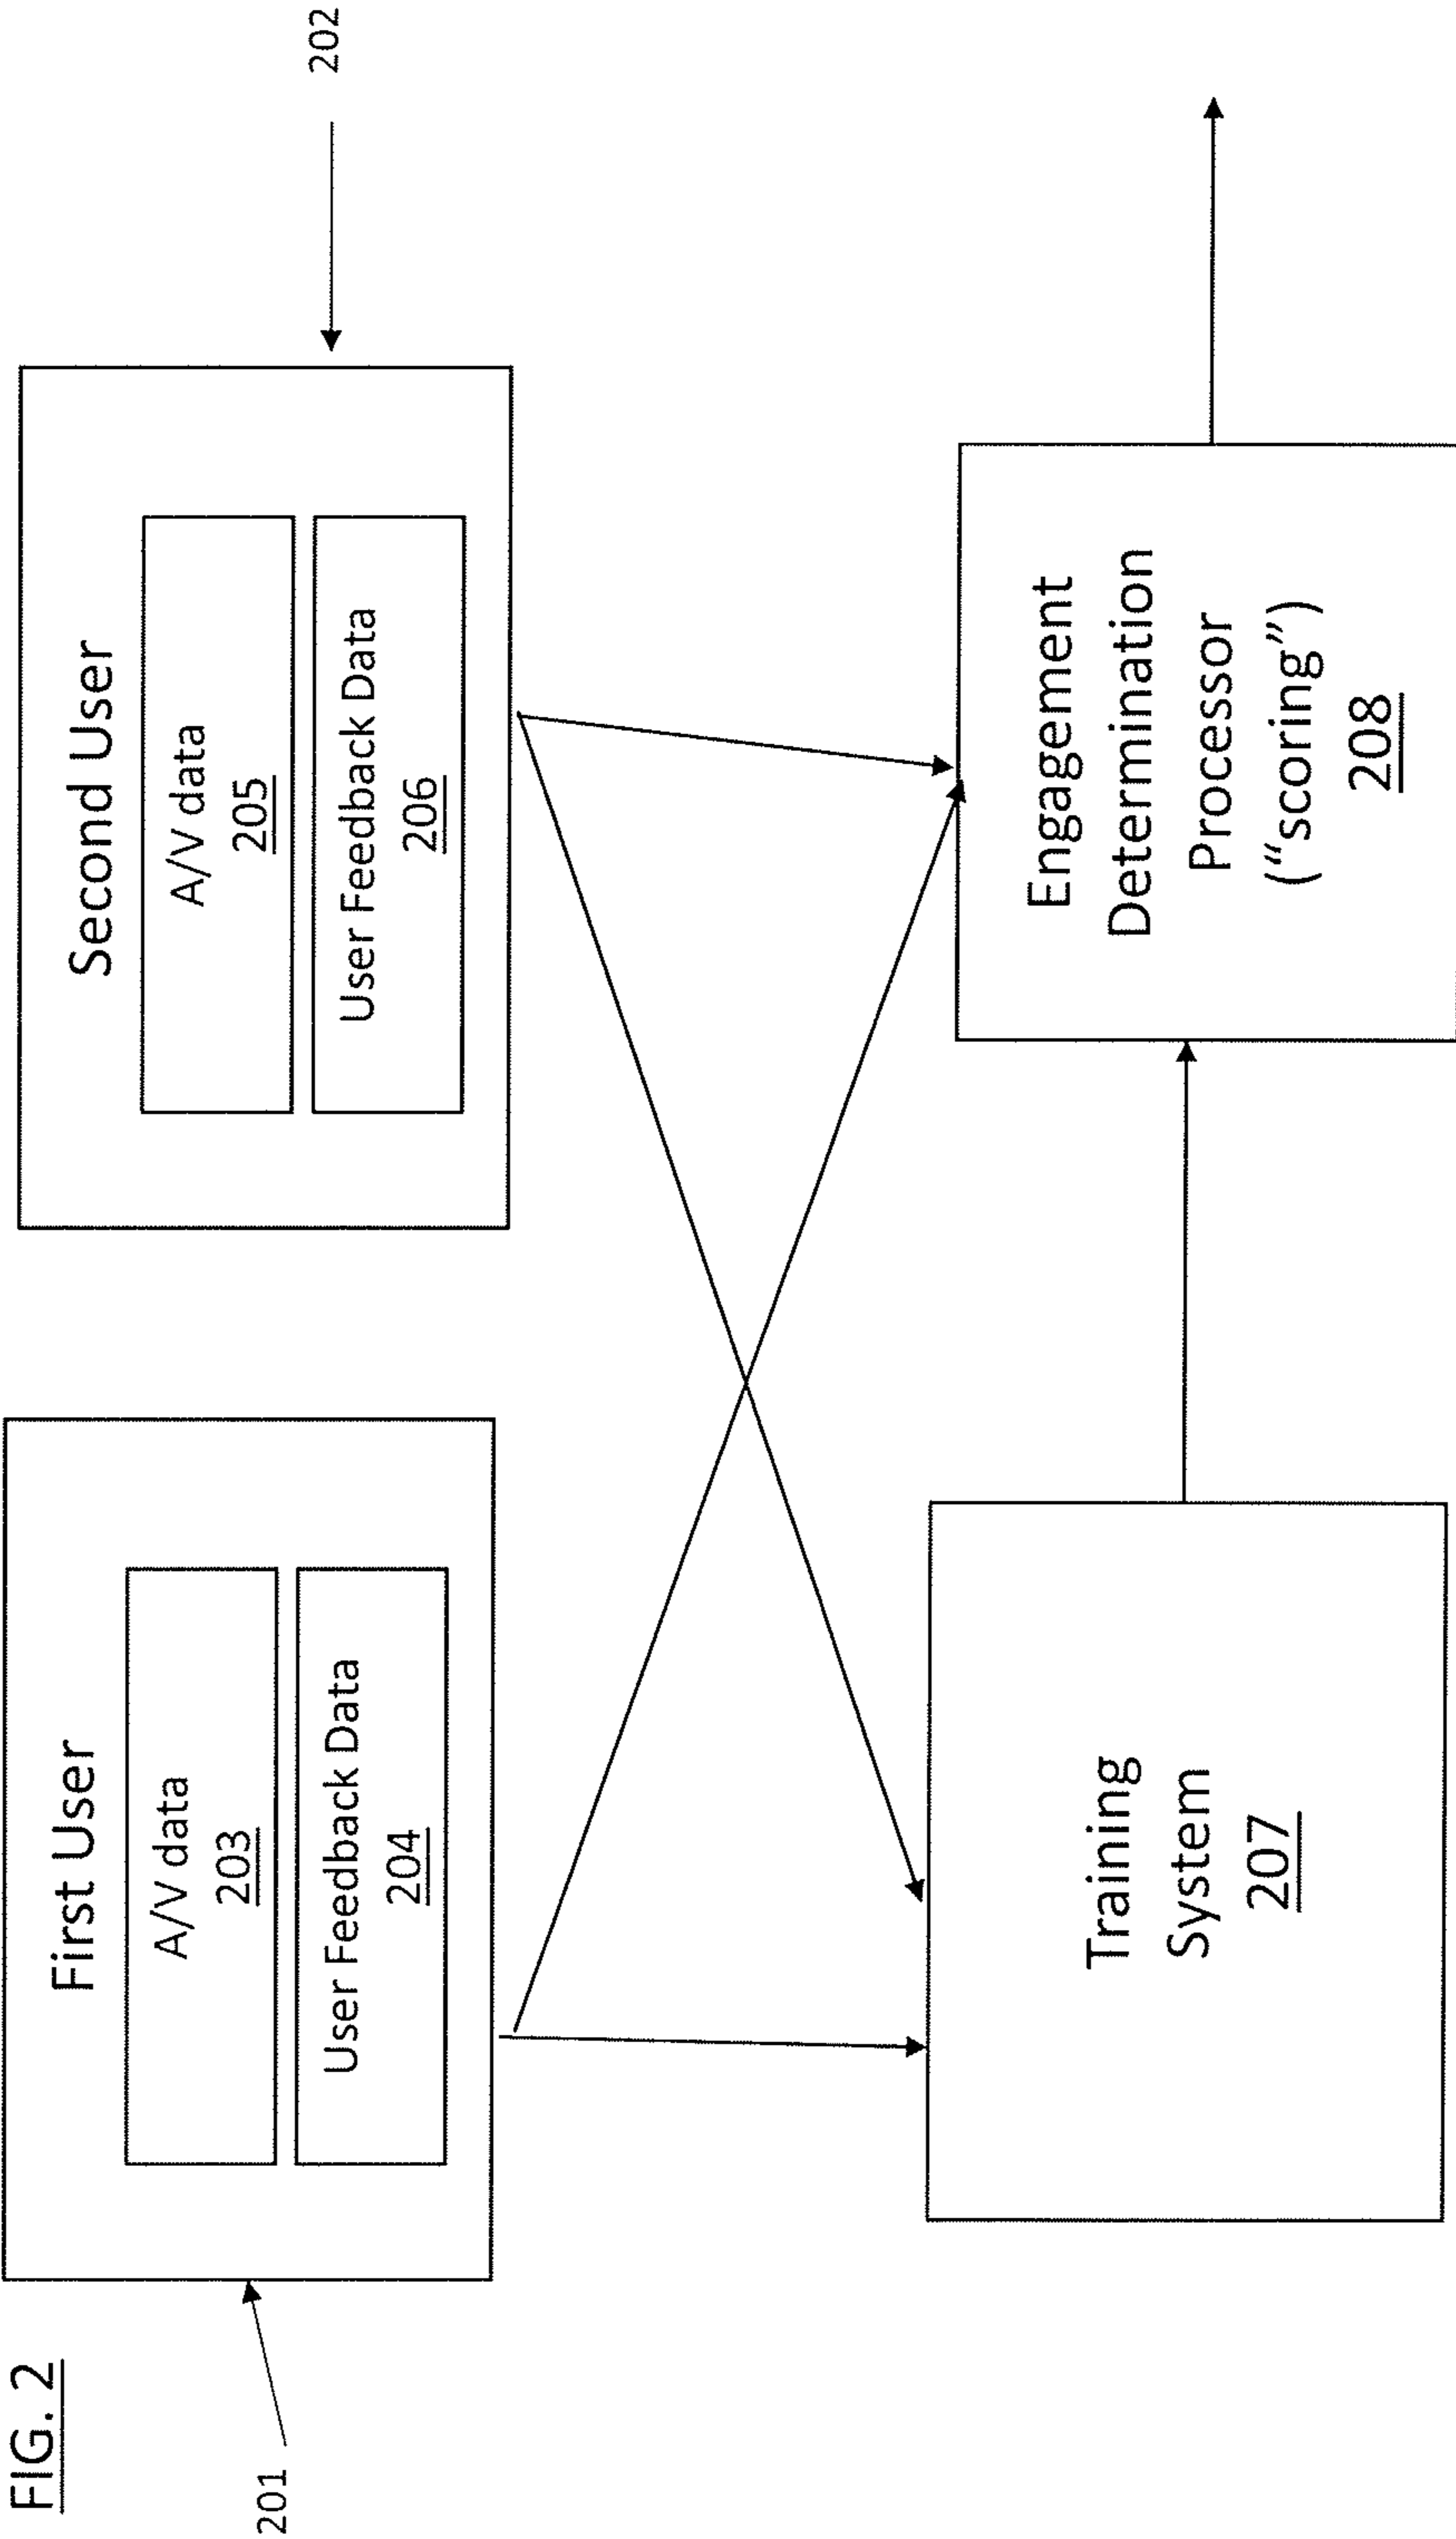 FIG. 2
201
First User
A/V data
203
User Feedback Data
204
Second User
A/V data
205
User Feedback Data
206
202
Training
System
207
Engagement
Determination
Processor
(“scoring”)
208